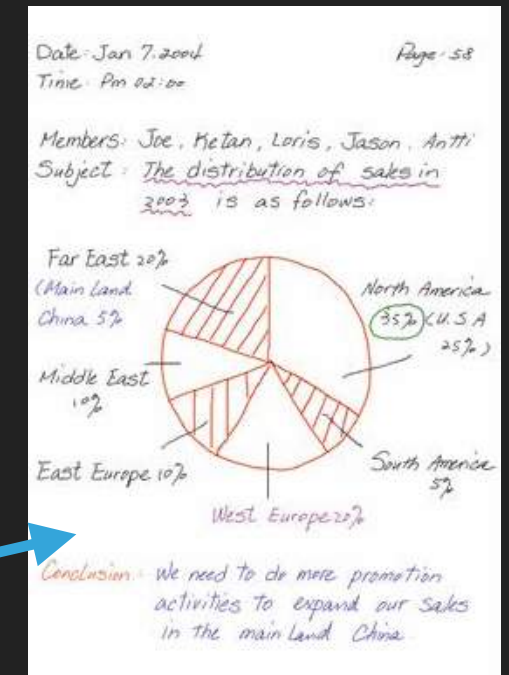 Date: Jan 7. 2004
Page: 58
Time: Pm 02:00
Members: Joe, Ketan, Loris, Jason, Antti
Subject: The distribution of sales in
2003 is as follows:
Far East 20%
(Main Land
China 5%
North America
35% (U.S.A
25%)
Middle East
10%
East Europe 10%
South America
5%
West Europe 20%
Conclusion: We need to do more promotion
activities to expand our sales
in the main Land China